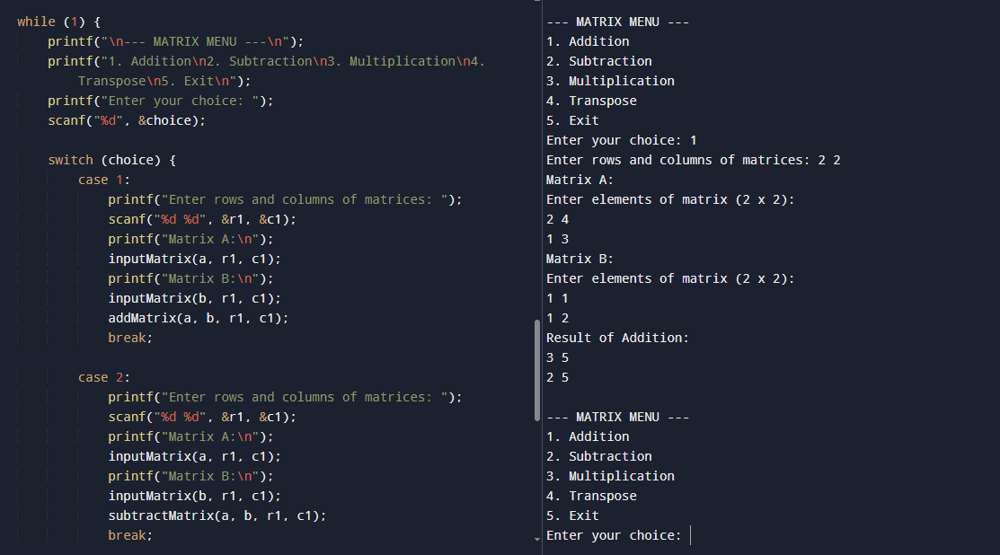 while (1) {
printf("\n--- MATRIX MENU ---\n");
printf("1. Addition\n2. Subtraction\n3. Multiplication\n4.
Transpose\n5. Exit\n");
printf("Enter your choice: ");
scanf("%d", &choice);
switch (choice) {
case 1:
printf("Enter rows and columns of matrices: ");
scanf("%d %d", &r1, &c1);
printf("Matrix A:\n");
inputMatrix(a, r1, c1);
printf("Matrix B:\n");
inputMatrix(b, r1, c1);
addMatrix(a, b, r1, c1);
break;
case 2:
printf("Enter rows and columns of matrices: ");
scanf("%d %d", &r1, &c1);
printf("Matrix A:\n");
inputMatrix(a, r1, c1);
printf("Matrix B:\n");
inputMatrix(b, r1, c1);
subtractMatrix(a, b, r1, c1);
break;
--- MATRIX MENU ---
1. Addition
2. Subtraction
3. Multiplication
4. Transpose
5. Exit
Enter your choice: 1
Enter rows and columns of matrices: 2 2
Matrix A:
Enter elements of matrix (2 x 2):
2 4
1 3
Matrix B:
Enter elements of matrix (2 x 2):
1 1
1 2
Result of Addition:
3 5
2 5
--- MATRIX MENU ---
1. Addition
2. Subtraction
3. Multiplication
4. Transpose
5. Exit
Enter your choice: